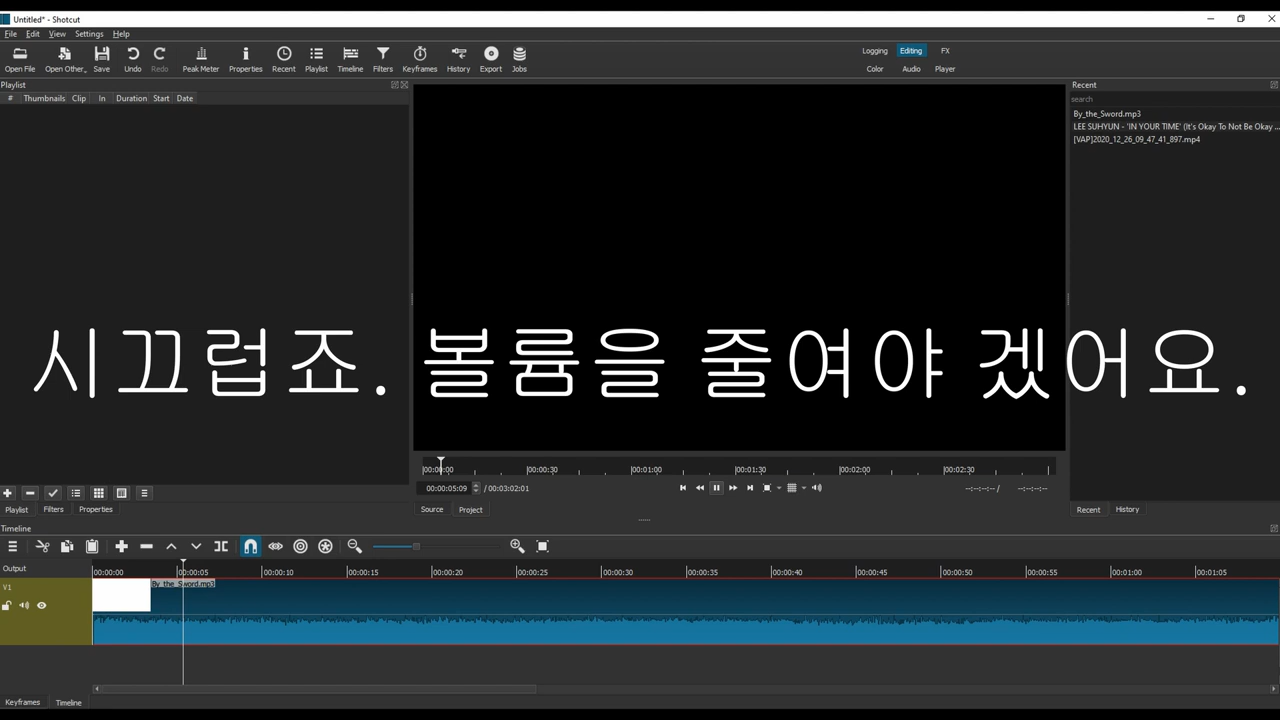 Untitled* - Shotcut
File Edit View Settings Help
Open File Open Other... Save Undo Redo Peak Meter Properties Recent Playlist Timeline Filters Keyframes History Export Jobs
Logging Editing FX
Color Audio Player
Playlist
# Thumbnails Clip In Duration Start Date
Recent
search
By_the_Sword.mp3
LEE SUHYUN - 'IN YOUR TIME' (It's Okay To Not Be Okay ...
[VAP]2020_12_26_09_47_41_897.mp4
시끄럽죠. 볼륨을 줄여야 겠어요.
00:00:00 00:00:30 00:01:00 00:01:30 00:02:00 00:02:30
00:00:05:09 / 00:03:02:01 --:--:--:-- / --:--:--:--
Playlist Filters Properties
Source Project
Recent History
Timeline
Output
00:00:00 00:00:05 00:00:10 00:00:15 00:00:20 00:00:25 00:00:30 00:00:35 00:00:40 00:00:45 00:00:50 00:00:55 00:01:00 00:01:05
V1
By_the_Sword.mp3
Keyframes Timeline